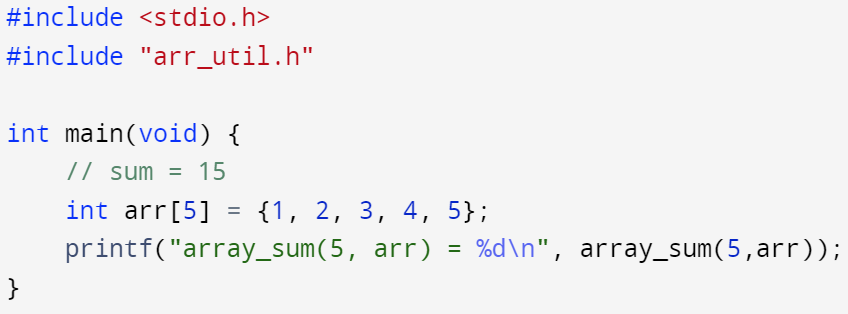 #include <stdio.h>
#include "arr_util.h"

int main(void) {
    // sum = 15
    int arr[5] = {1, 2, 3, 4, 5};
    printf("array_sum(5, arr) = %d\n", array_sum(5,arr));
}